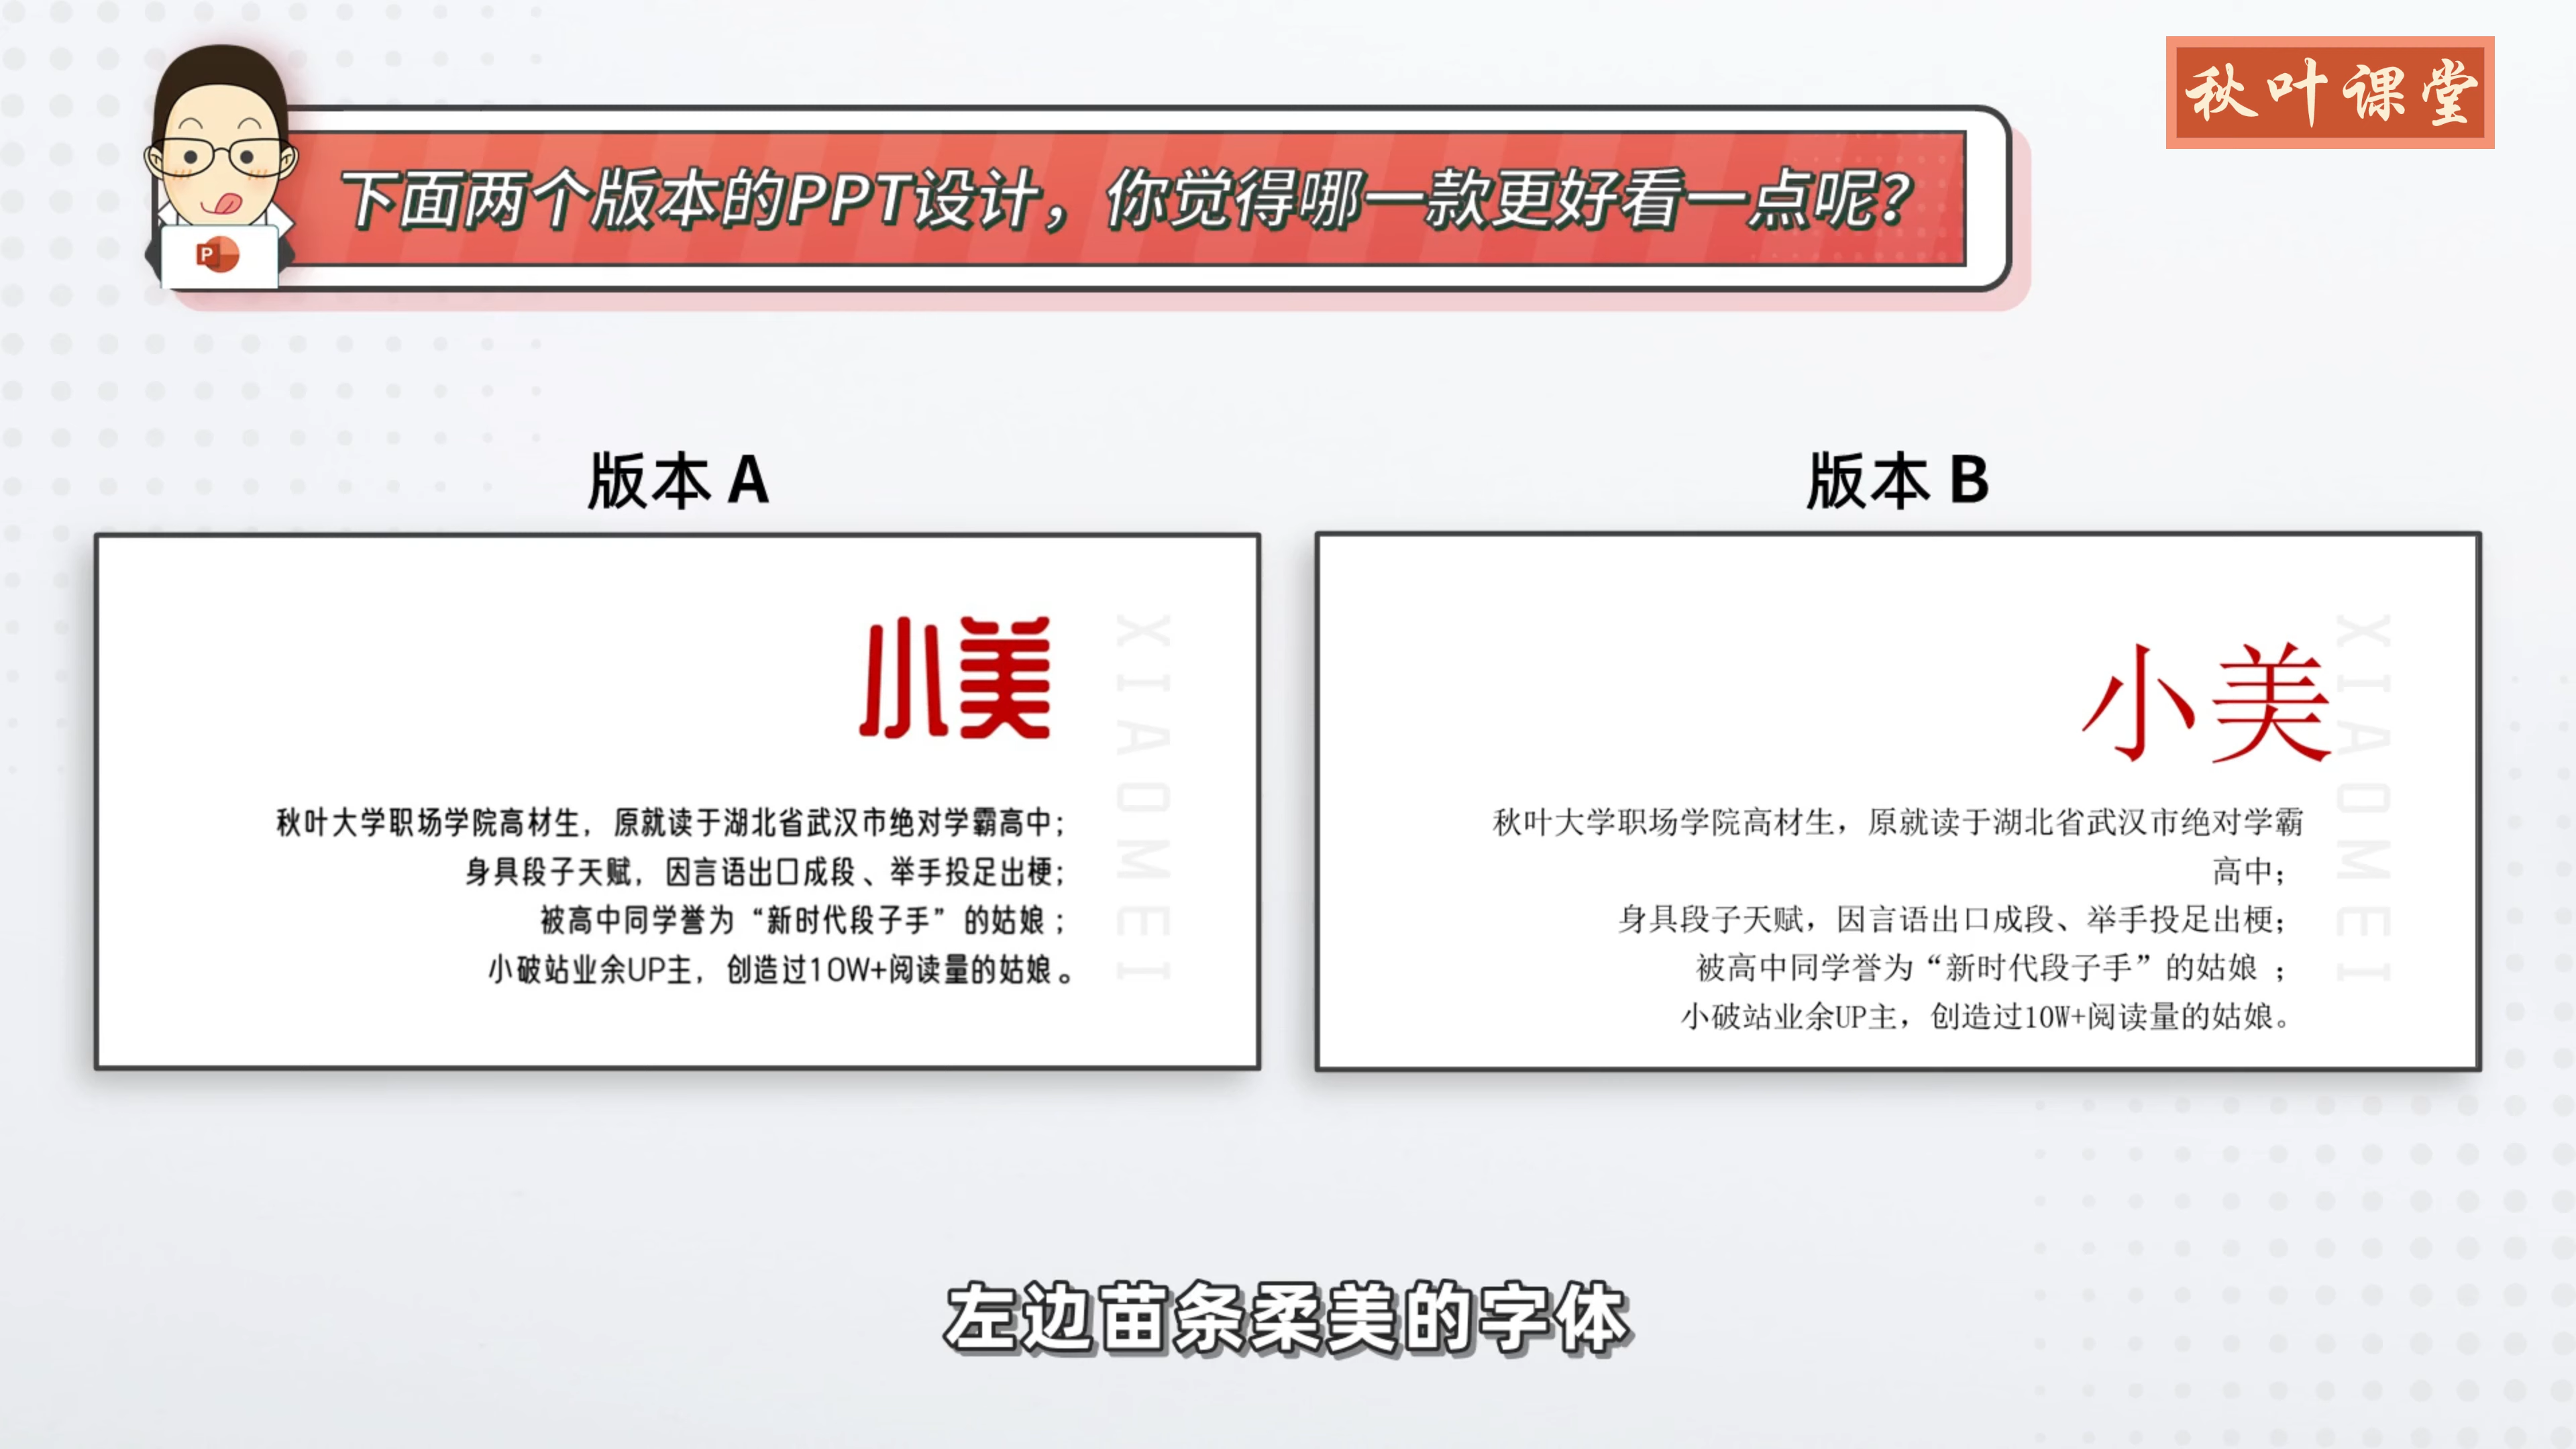 秋叶课堂
下面两个版本的PPT设计，你觉得哪一款更好看一点呢？
P
版本 A
小美
XIAOMEI
秋叶大学职场学院高材生，原就读于湖北省武汉市绝对学霸高中；
身具段子天赋，因言语出口成段、举手投足出梗；
被高中同学誉为“新时代段子手”的姑娘；
小破站业余UP主，创造过10W+阅读量的姑娘。
版本 B
小美
XIAOMEI
秋叶大学职场学院高材生，原就读于湖北省武汉市绝对学霸
高中；
身具段子天赋，因言语出口成段、举手投足出梗；
被高中同学誉为“新时代段子手”的姑娘 ；
小破站业余UP主，创造过10W+阅读量的姑娘。
左边苗条柔美的字体